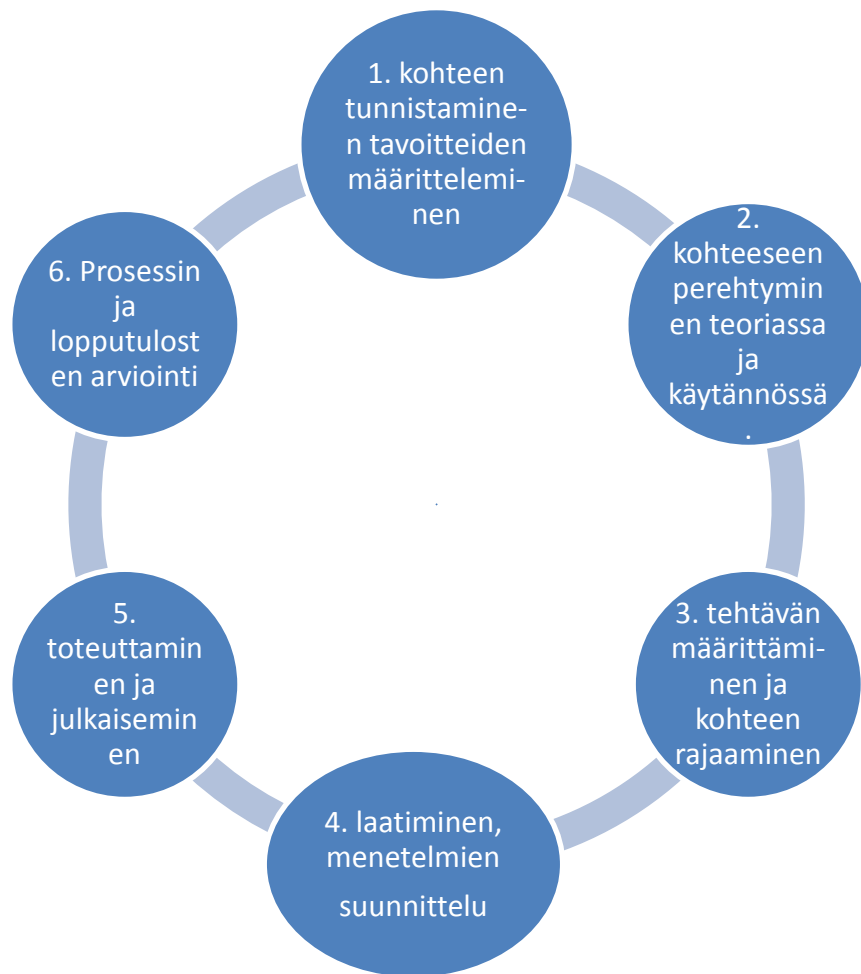 1. kohteen
tunnistamine-
n tavoitteiden
määrittelemi-
nen
2.
kohteeseen
perehtymin
en teoriassa
ja
käytännössä
.
3. tehtävän
määrittämi-
nen ja
kohteen
rajaaminen
4. laatiminen,
menetelmien
suunnittelu
5.
toteuttamin
en ja
julkaisemin
en
6. Prosessin
ja
lopputulost
en arviointi
.